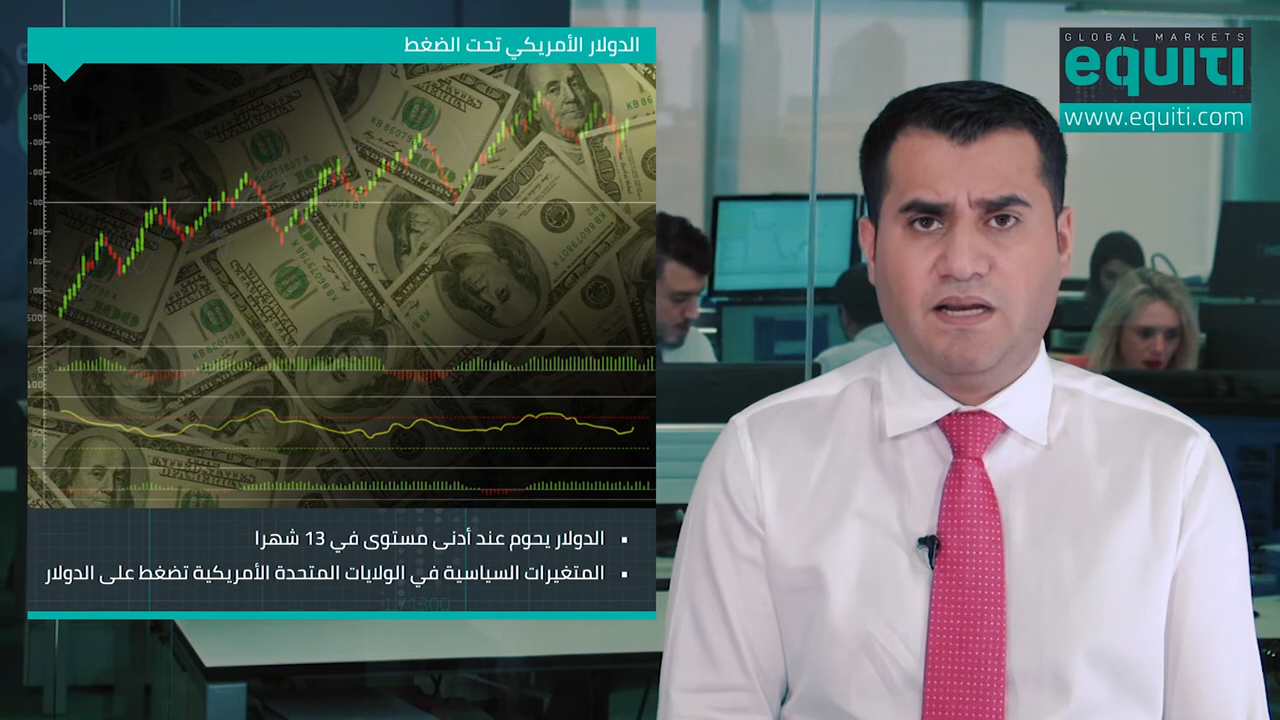 الدولار الأمريكي تحت الضغط
GLOBAL MARKETS
equiti
www.equiti.com
▪ الدولار يحوم عند أدنى مستوى في 13 شهرا
▪ المتغيرات السياسية في الولايات المتحدة الأمريكية تضغط على الدولار